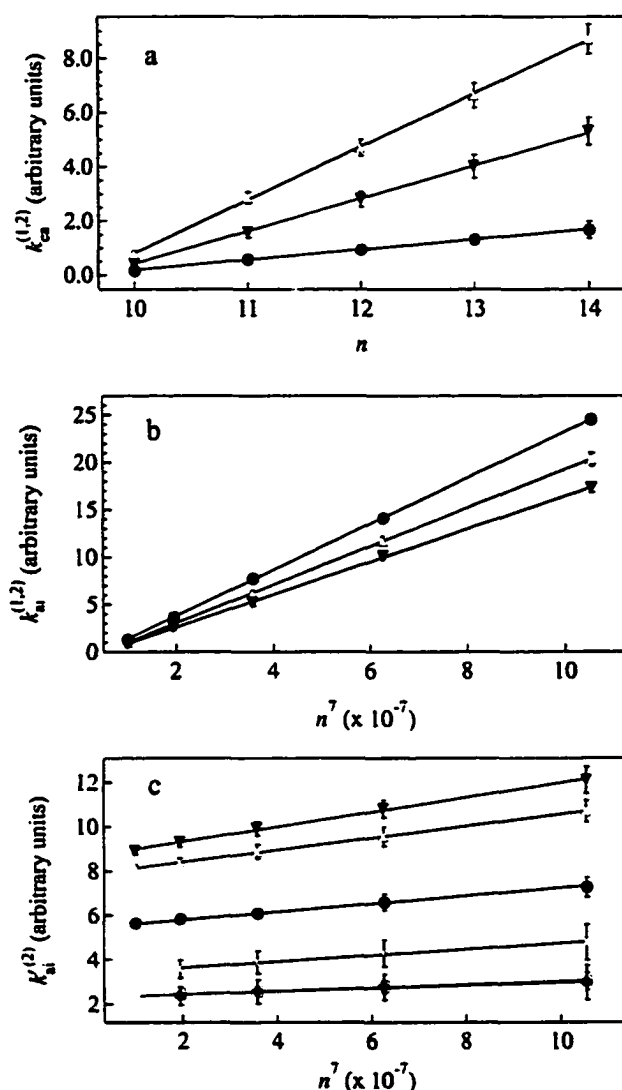 a
8.0
6.0
4.0
2.0
0.0
10 11 12 13 14
k_ca^(1,2) (arbitrary units)
n
b
25
20
15
10
5
0
2 4 6 8 10
k_ai^(1,2) (arbitrary units)
n^7 (x 10^-7)
c
12
10
8
6
4
2
2 4 6 8 10
k_ai^(2) (arbitrary units)
n^7 (x 10^-7)